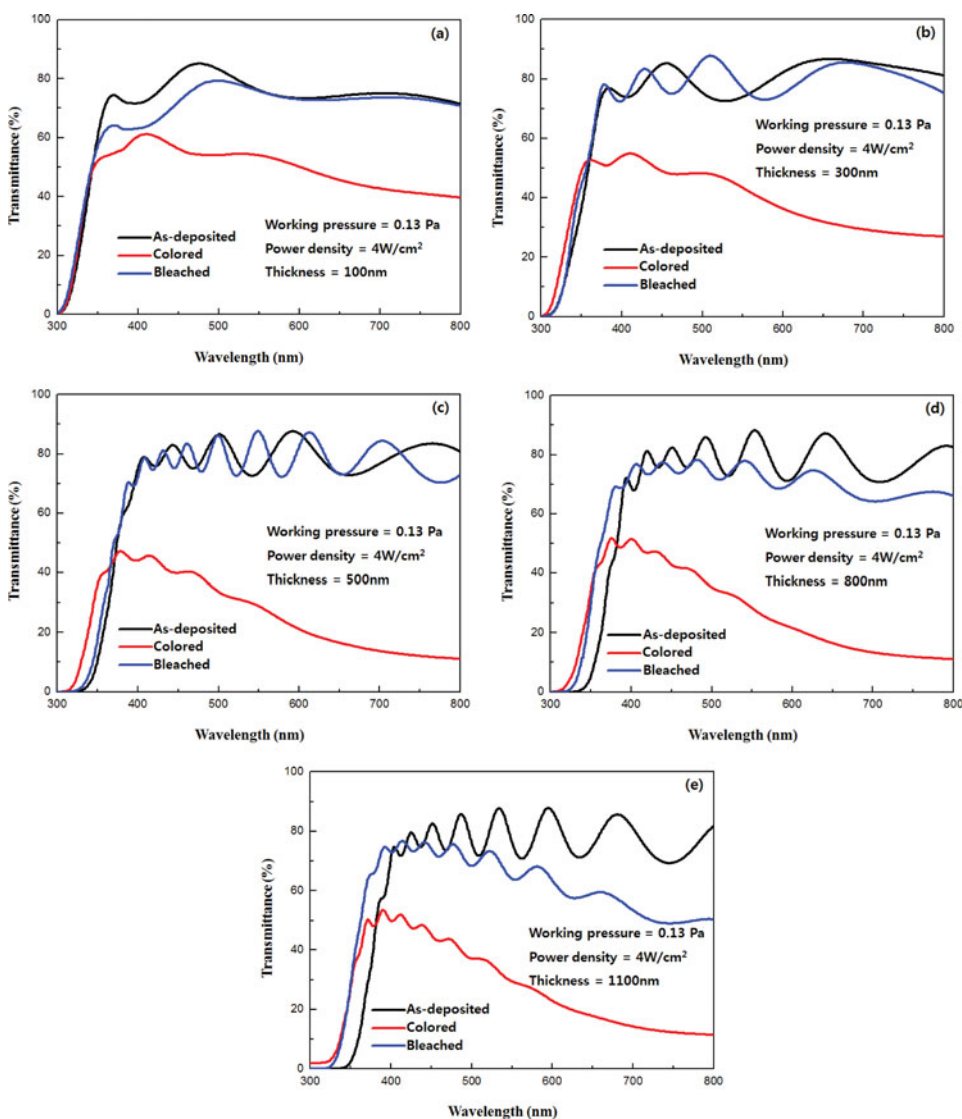 (a)
Transmittance (%)
100
80
60
40
20
0
Working pressure = 0.13 Pa
Power density = 4W/cm²
Thickness = 100nm
As-deposited
Colored
Bleached
300 400 500 600 700 800
Wavelength (nm)
(b)
Transmittance (%)
100
80
60
40
20
0
Working pressure = 0.13 Pa
Power density = 4W/cm²
Thickness = 300nm
As-deposited
Colored
Bleached
300 400 500 600 700 800
Wavelength (nm)
(c)
Transmittance (%)
100
80
60
40
20
0
Working pressure = 0.13 Pa
Power density = 4W/cm²
Thickness = 500nm
As-deposited
Colored
Bleached
300 400 500 600 700 800
Wavelength (nm)
(d)
Transmittance (%)
100
80
60
40
20
0
Working pressure = 0.13 Pa
Power density = 4W/cm²
Thickness = 800nm
As-deposited
Colored
Bleached
300 400 500 600 700 800
Wavelength (nm)
(e)
Transmittance (%)
100
80
60
40
20
0
Working pressure = 0.13 Pa
Power density = 4W/cm²
Thickness = 1100nm
As-deposited
Colored
Bleached
300 400 500 600 700 800
Wavelength (nm)